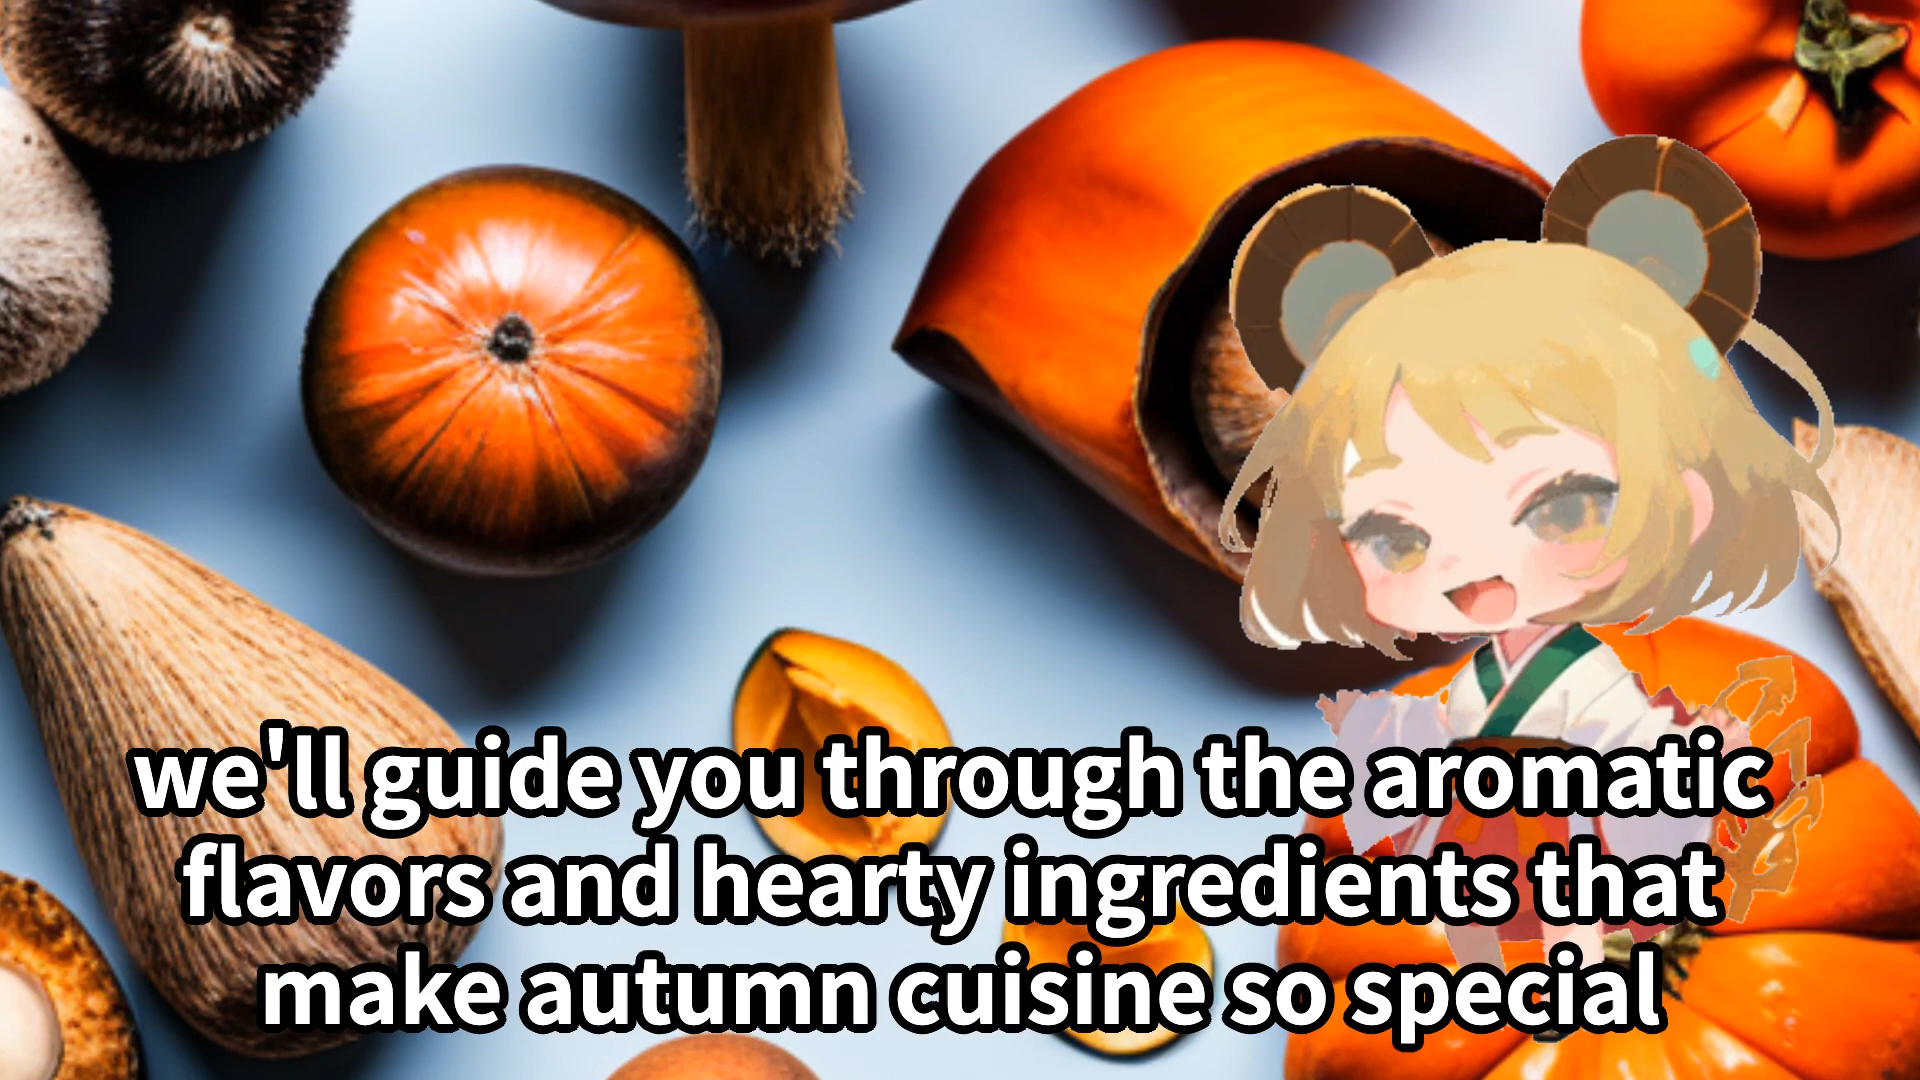 we'll guide you through the aromatic
flavors and hearty ingredients that
make autumn cuisine so special